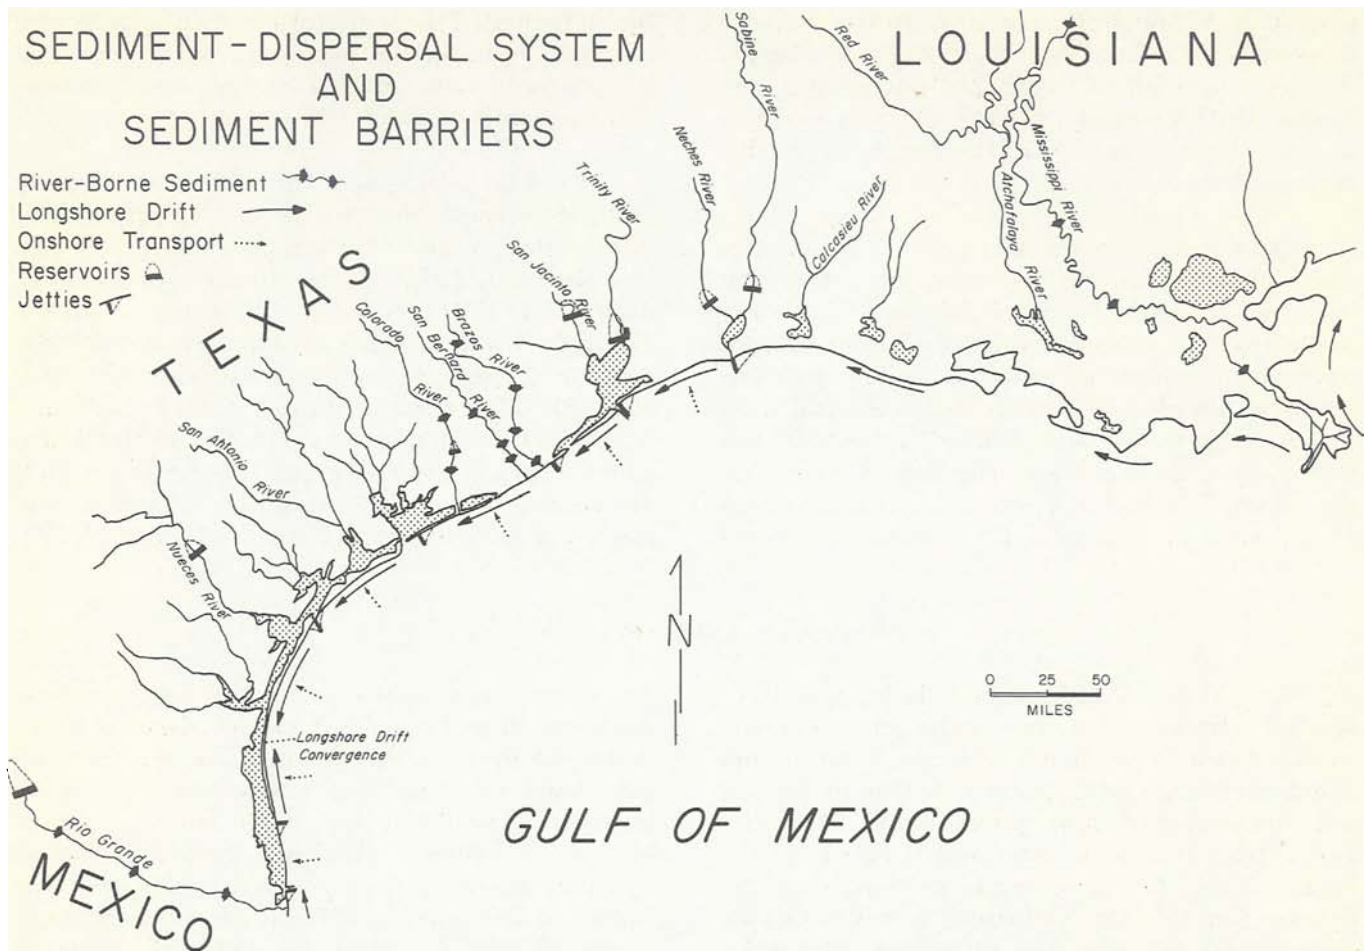 SEDIMENT-DISPERSAL SYSTEM
AND
SEDIMENT BARRIERS
River-Borne Sediment
Longshore Drift
Onshore Transport
Reservoirs
Jetties
LOUISIANA
TEXAS
MEXICO
GULF OF MEXICO
Sabine River
Red River
Neches River
Trinity River
San Jacinto River
Calcasieu River
Atchafalaya River
Mississippi River
Brazos River
San Bernard River
Colorado River
San Antonio River
Nueces River
Rio Grande
Longshore Drift
Convergence
N
0 25 50
MILES